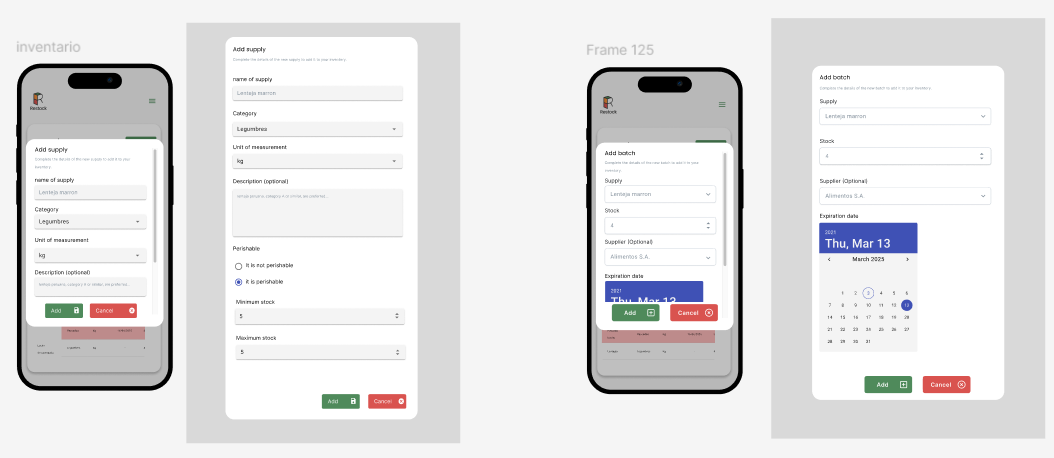 inventario
Restock
Add supply
Complete the details of the new supply to add it to your
inventory.
name of supply
Lenteja marron
Category
Legumbres
Unit of measurement
kg
Description (optional)
Add
Cancel
Add supply
Complete the details of the new supply to add it to your inventory.
name of supply
Lenteja marron
Category
Legumbres
Unit of measurement
kg
Description (optional)
Perishable
It is not perishable
It is perishable
Minimum stock
5
Maximum stock
5
Add
Cancel
Frame 125
Restock
Add batch
Complete the details of the new batch to add it to your
inventory.
Supply
Lenteja marron
Stock
4
Supplier (Optional)
Alimentos S.A.
Expiration date
2021
Thu, Mar 13
Add
Cancel
Add batch
Complete the details of the new batch to add it to your inventory.
Supply
Lenteja marron
Stock
4
Supplier (Optional)
Alimentos S.A
Expiration date
2021
Thu, Mar 13
March 2025
1 2 3 4 5 6
7 8 9 10 11 12 13
14 15 16 17 18 19 20
21 22 23 24 25 26 27
28 29 30 31
Add
Cancel